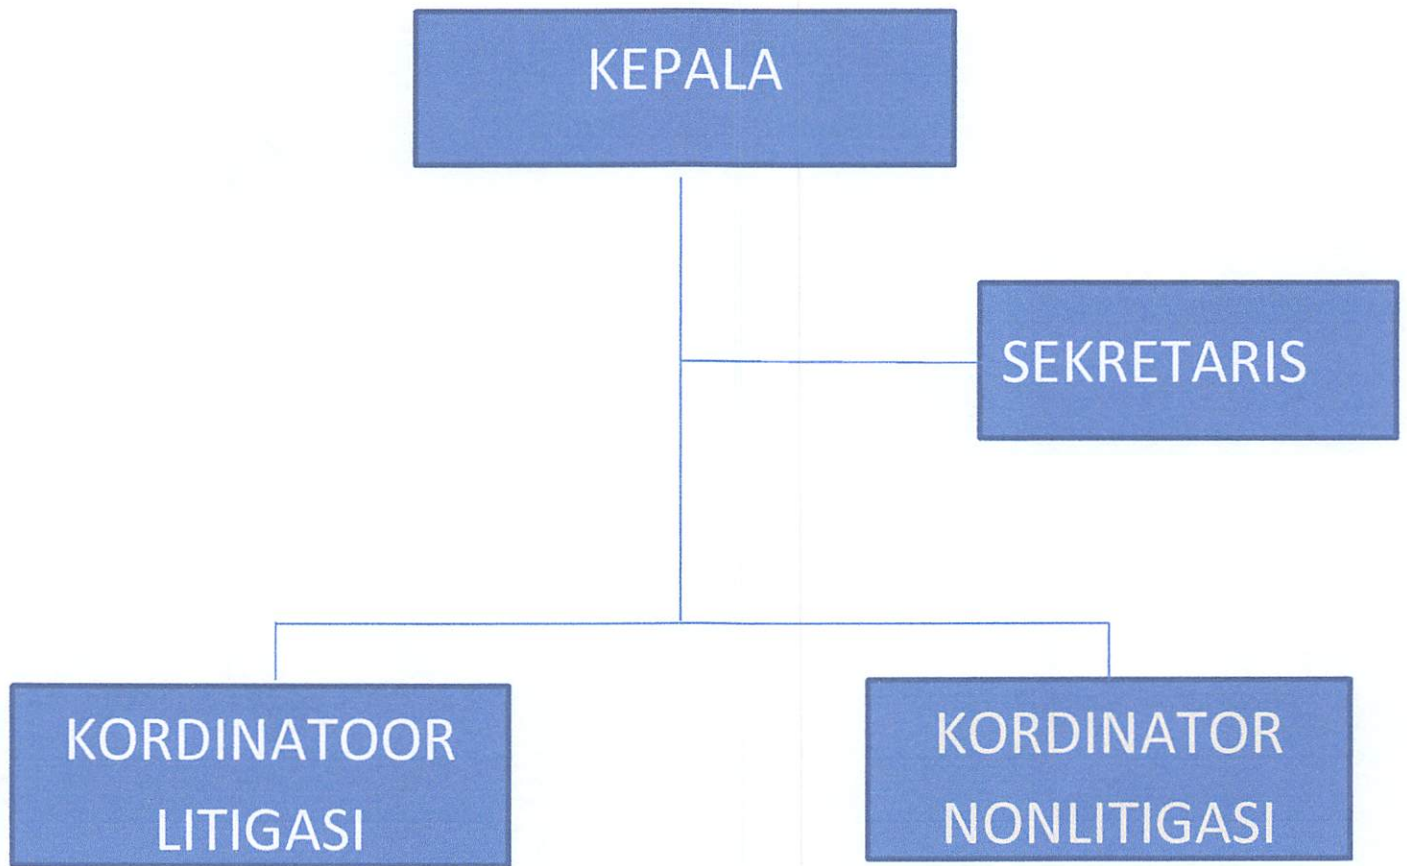 KEPALA
SEKRETARIS
KORDINATOOR
LITIGASI
KORDINATOR
NONLITIGASI